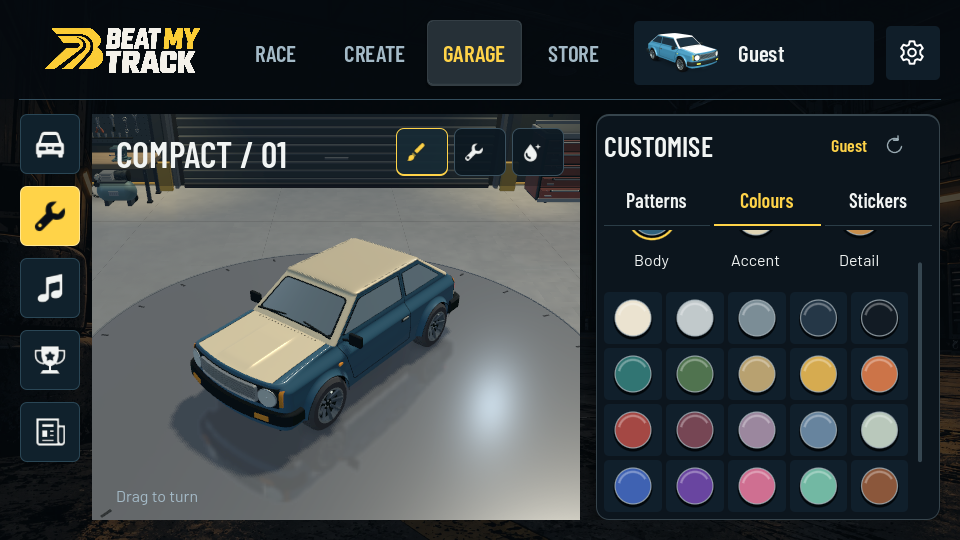 BEAT MY
TRACK
RACE
CREATE
GARAGE
STORE
Guest
COMPACT / 01
Drag to turn
CUSTOMISE
Guest
Patterns
Colours
Stickers
Body
Accent
Detail